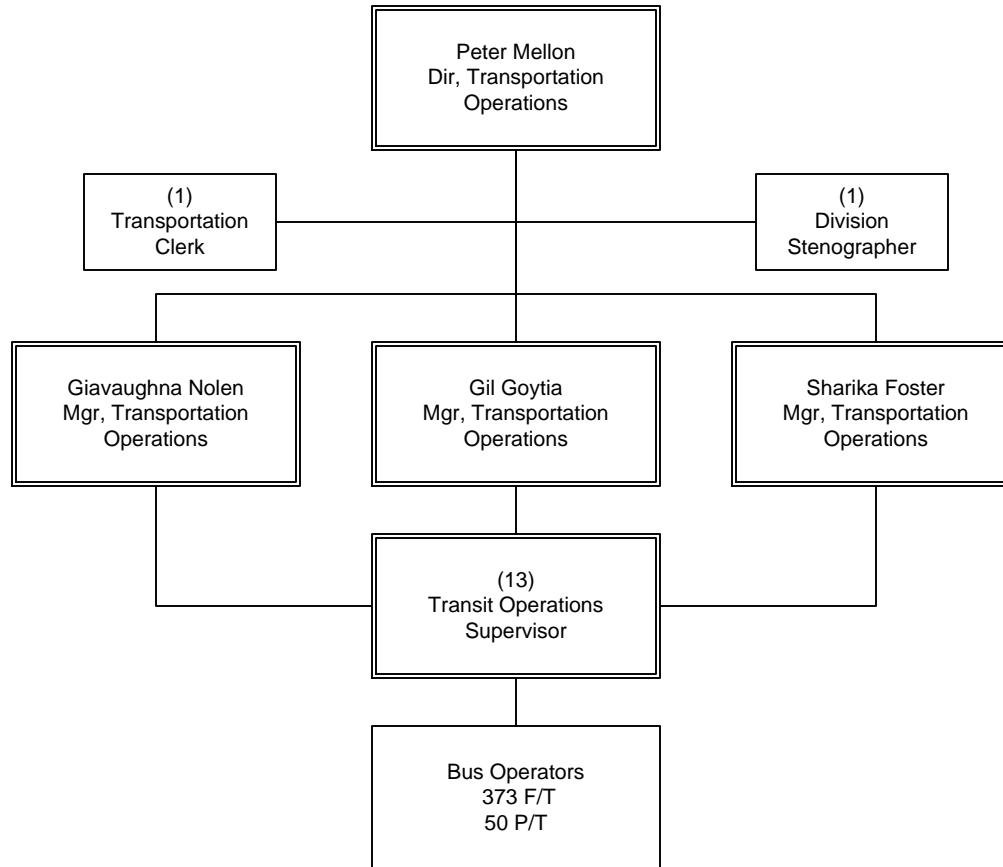 Peter Mellon
Dir, Transportation
Operations
(1)
Transportation
Clerk
(1)
Division
Stenographer
Giavaughna Nolen
Mgr, Transportation
Operations
Gil Goytia
Mgr, Transportation
Operations
Sharika Foster
Mgr, Transportation
Operations
(13)
Transit Operations
Supervisor
Bus Operators
373 F/T
50 P/T